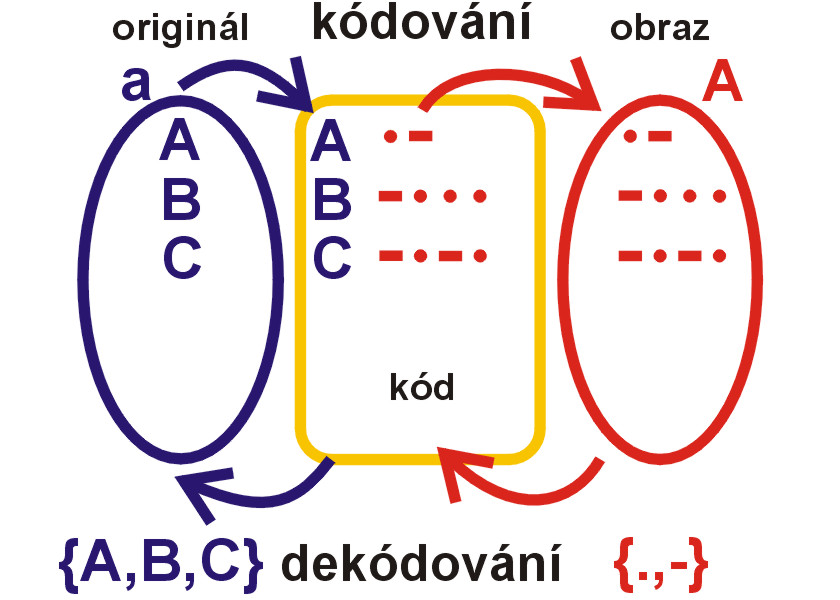 originál kódování obraz
a A
A A .-
B B -...
C C -.-.
kód
{A,B,C} dekódování {.,-}